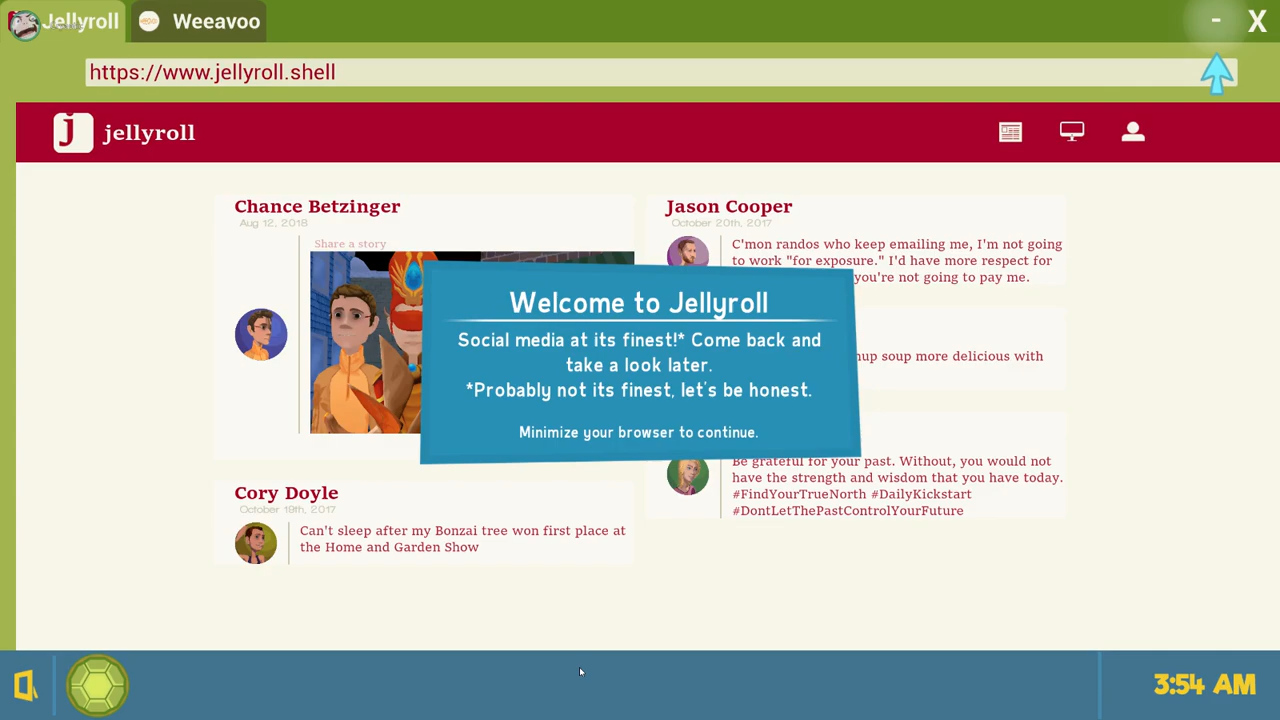 Jellyroll
Weeavoo
- X
https://www.jellyroll.shell
j jellyroll
Chance Betzinger
Aug 12, 2018
Share a story
Jason Cooper
October 20th, 2017
C'mon randos who keep emailing me, I'm not going
to work "for exposure." I'd have more respect for
you're not going to pay me.
Welcome to Jellyroll
Social media at its finest!* Come back and
take a look later.
*Probably not its finest, let's be honest.
Minimize your browser to continue.
soup more delicious with
Be grateful for your past. Without, you would not
have the strength and wisdom that you have today.
#FindYourTrueNorth #DailyKickstart
#DontLetThePastControlYourFuture
Cory Doyle
October 19th, 2017
Can't sleep after my Bonzai tree won first place at
the Home and Garden Show
3:54 AM